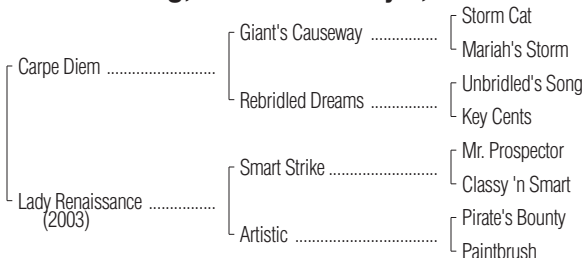 Storm Cat
Giant's Causeway ................
Mariah's Storm
Carpe Diem ..........................
Unbridled's Song
Rebridled Dreams ................
Key Cents
Mr. Prospector
Smart Strike ..........................
Classy 'n Smart
Lady Renaissance ................
(2003)
Pirate's Bounty
Artistic ..................................
Paintbrush